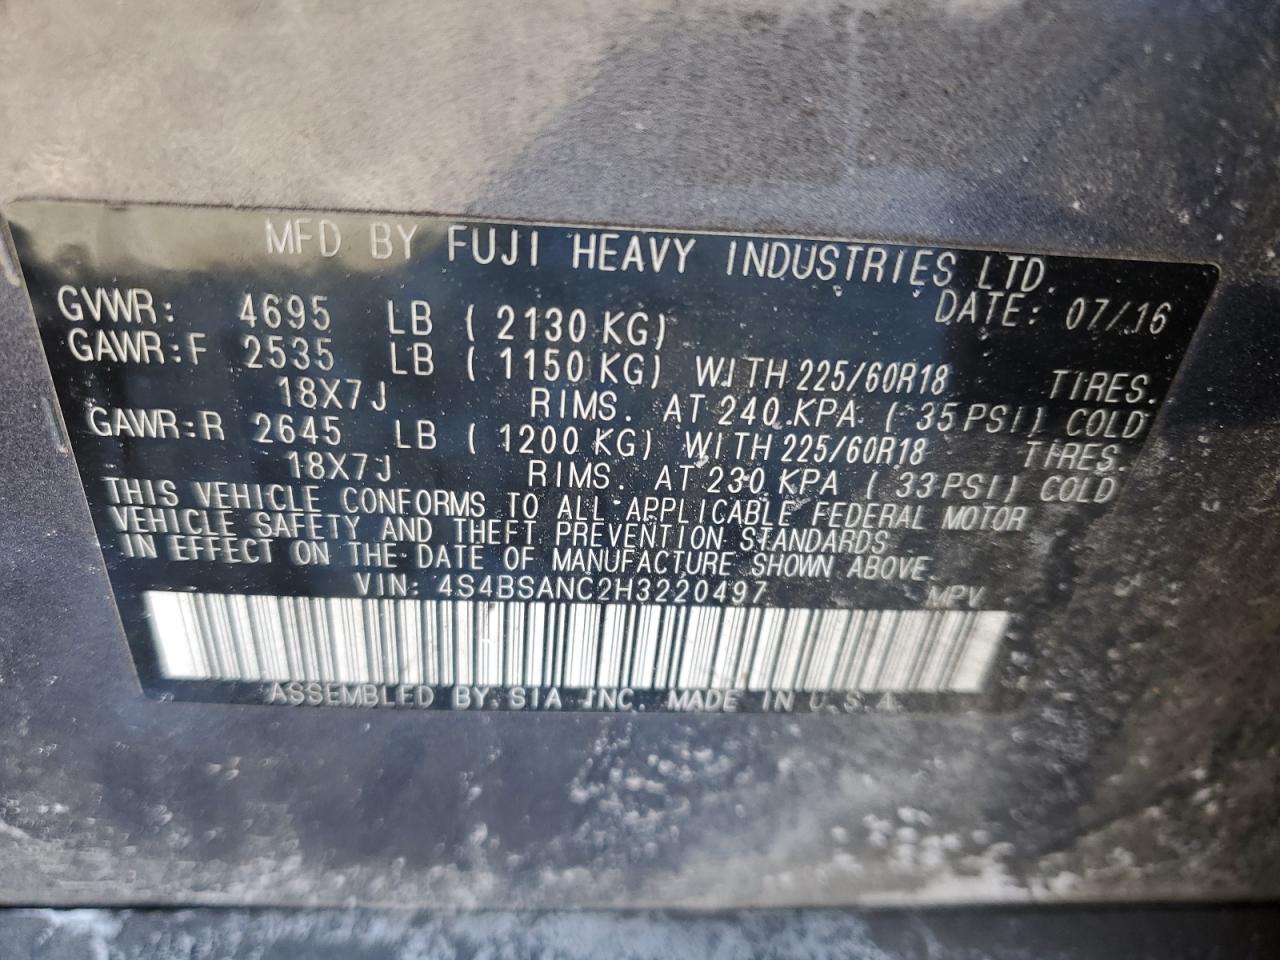 MFD BY FUJI HEAVY INDUSTRIES LTD.
DATE: 07/16
GVWR: 4695 LB ( 2130 KG)
GAWR:F 2535 LB ( 1150 KG) WITH 225/60R18 TIRES.
18X7J RIMS. AT 240 KPA ( 35 PSI) COLD
GAWR:R 2645 LB ( 1200 KG) WITH 225/60R18 TIRES.
18X7J RIMS. AT 230 KPA ( 33 PSI) COLD
THIS VEHICLE CONFORMS TO ALL APPLICABLE FEDERAL MOTOR
VEHICLE SAFETY AND THEFT PREVENTION STANDARDS
IN EFFECT ON THE DATE OF MANUFACTURE SHOWN ABOVE
VIN: 4S4BSANC2H3220497 MPV
ASSEMBLED BY SIA INC. MADE IN U.S.A.